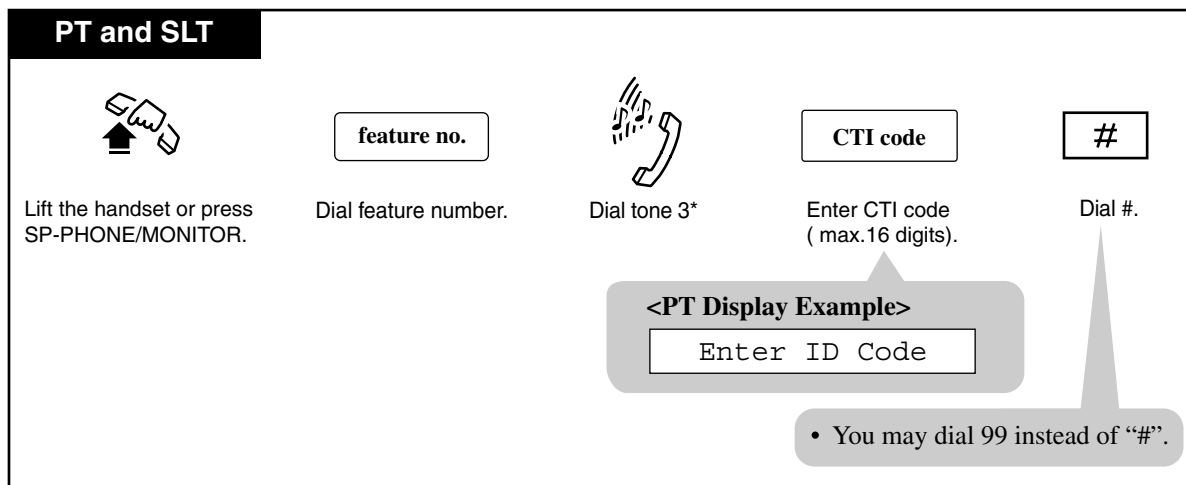 PT and SLT
feature no.
CTI code
#
Lift the handset or press
SP-PHONE/MONITOR.
Dial feature number.
Dial tone 3*
Enter CTI code
( max.16 digits).
Dial #.
<PT Display Example>
Enter ID Code
• You may dial 99 instead of “#”.